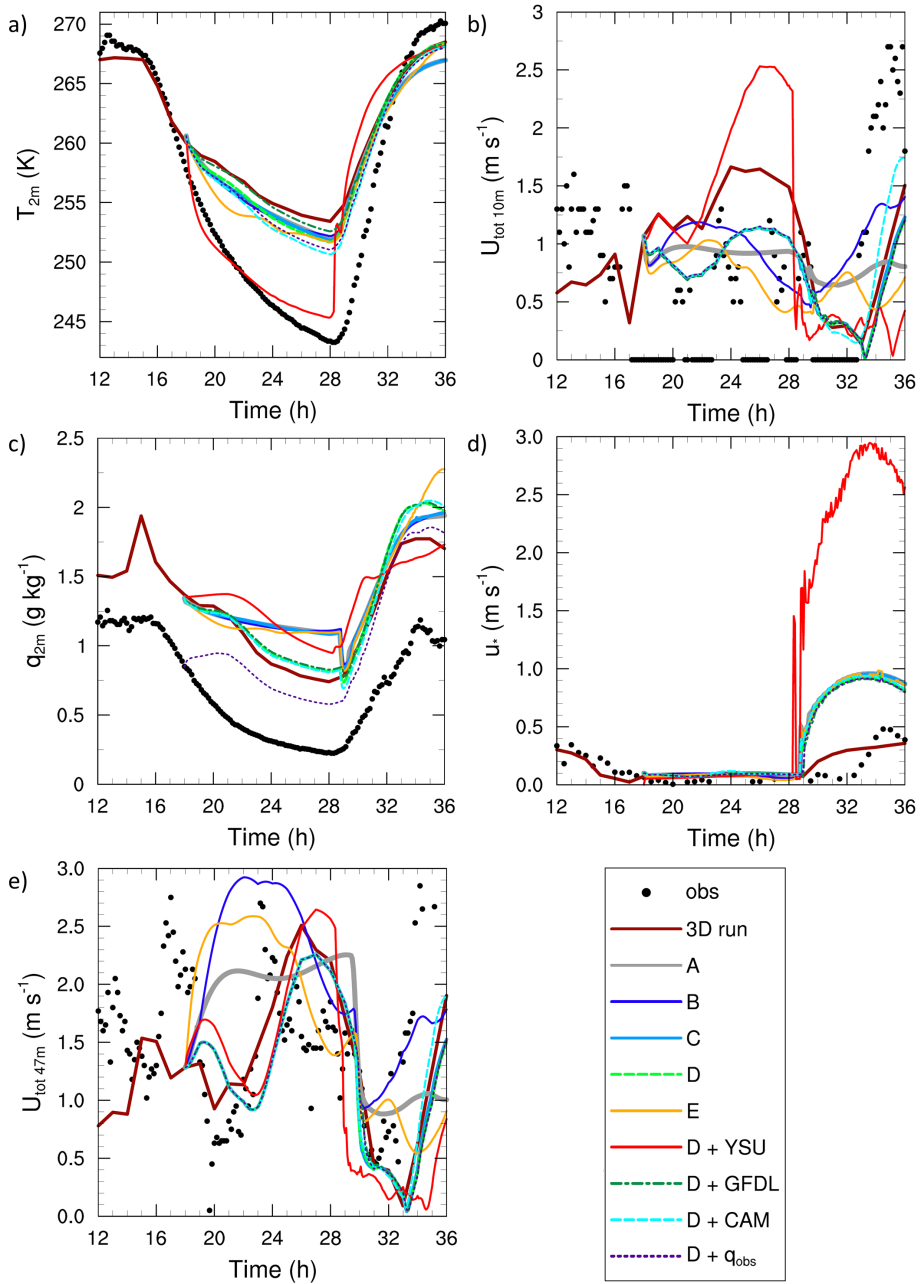 a)
270
265
260
255
250
245
T2m (K)
12 16 20 24 28 32 36
Time (h)
b)
3
2.5
2
1.5
1
0.5
0
Utot 10m (m s-1)
12 16 20 24 28 32 36
Time (h)
c)
2.5
2
1.5
1
0.5
0
q2m (g kg-1)
12 16 20 24 28 32 36
Time (h)
d)
3.0
2.5
2.0
1.5
1.0
0.5
0.0
u* (m s-1)
12 16 20 24 28 32 36
Time (h)
e)
3.0
2.5
2.0
1.5
1.0
0.5
0.0
Utot 47m (m s-1)
12 16 20 24 28 32 36
Time (h)
obs
3D run
A
B
C
D
E
D + YSU
D + GFDL
D + CAM
D + qobs